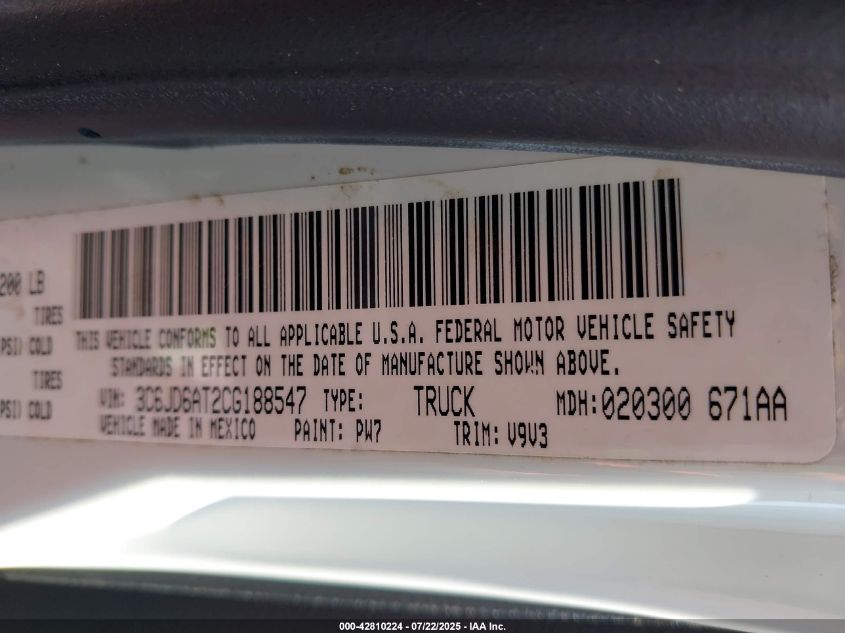 200 LB
TIRES
PSI) COLD
TIRES
PSI) COLD
THIS VEHICLE CONFORMS TO ALL APPLICABLE U.S.A. FEDERAL MOTOR VEHICLE SAFETY
STANDARDS IN EFFECT ON THE DATE OF MANUFACTURE SHOWN ABOVE.
VIN: 3C6JD6AT2CG188547 TYPE: TRUCK MDH:020300 671AA
VEHICLE MADE IN MEXICO PAINT: PW7 TRIM: V9V3
000-42810224 - 07/22/2025 - IAA Inc.